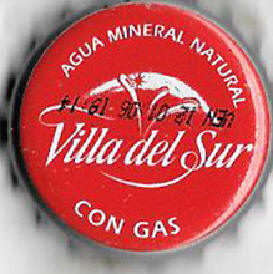 AGUA MINERAL NATURAL
Villa del Sur
CON GAS